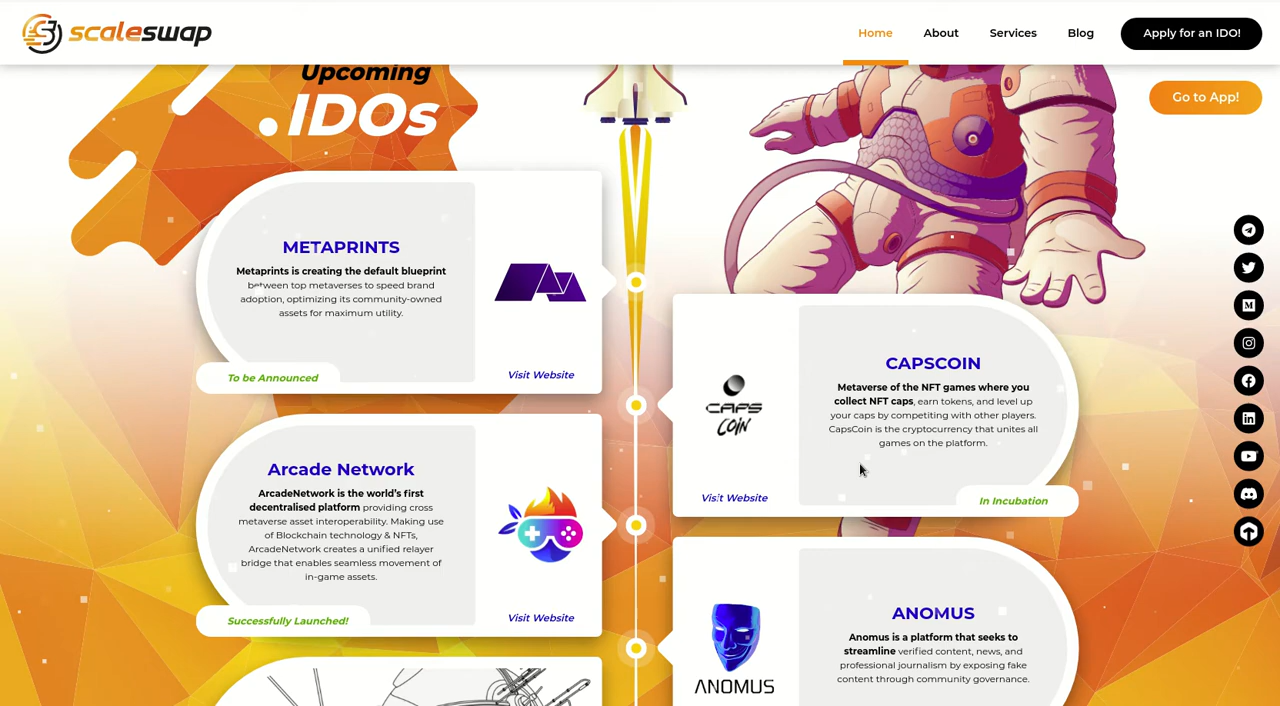 scaleswap
Home
About
Services
Blog
Apply for an IDO!
Go to App!
Upcoming
.IDOs
METAPRINTS
Metaprints is creating the default blueprint
between top metaverses to speed brand
adoption, optimizing its community-owned
assets for maximum utility.
To be Announced
Visit Website
CAPS
COIN
Visit Website
CAPSCOIN
Metaverse of the NFT games where you
collect NFT caps, earn tokens, and level up
your caps by competiting with other players.
CapsCoin is the cryptocurrency that unites all
games on the platform.
In Incubation
Arcade Network
ArcadeNetwork is the world's first
decentralised platform providing cross
metaverse asset interoperability. Making use
of Blockchain technology & NFTs,
ArcadeNetwork creates a unified relayer
bridge that enables seamless movement of
in-game assets.
Successfully Launched!
Visit Website
ANOMUS
ANOMUS
Anomus is a platform that seeks to
streamline verified content, news, and
professional journalism by exposing fake
content through community governance.